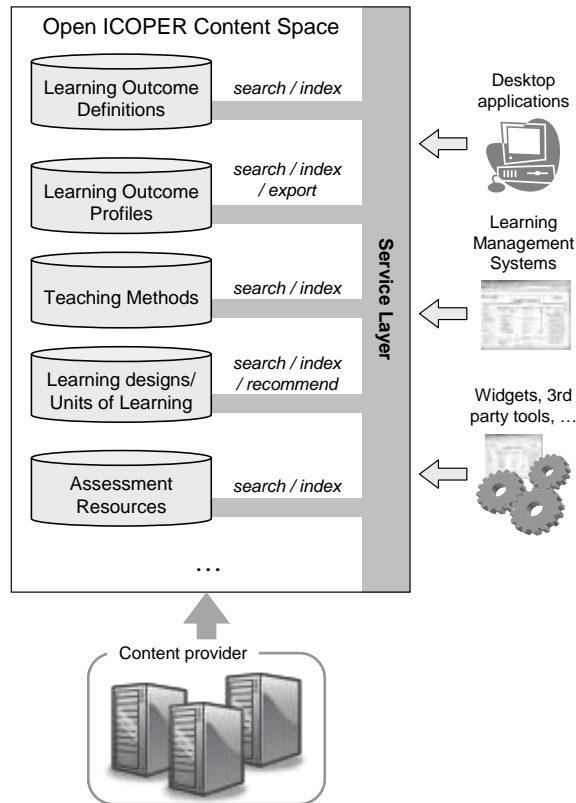 Open ICOPER Content Space
Learning Outcome
Definitions
search / index
Learning Outcome
Profiles
search / index
/ export
Teaching Methods
search / index
Learning designs/
Units of Learning
search / index
/ recommend
Assessment
Resources
search / index
...
Service Layer
Desktop
applications
Learning
Management
Systems
Widgets, 3rd
party tools, ...
Content provider